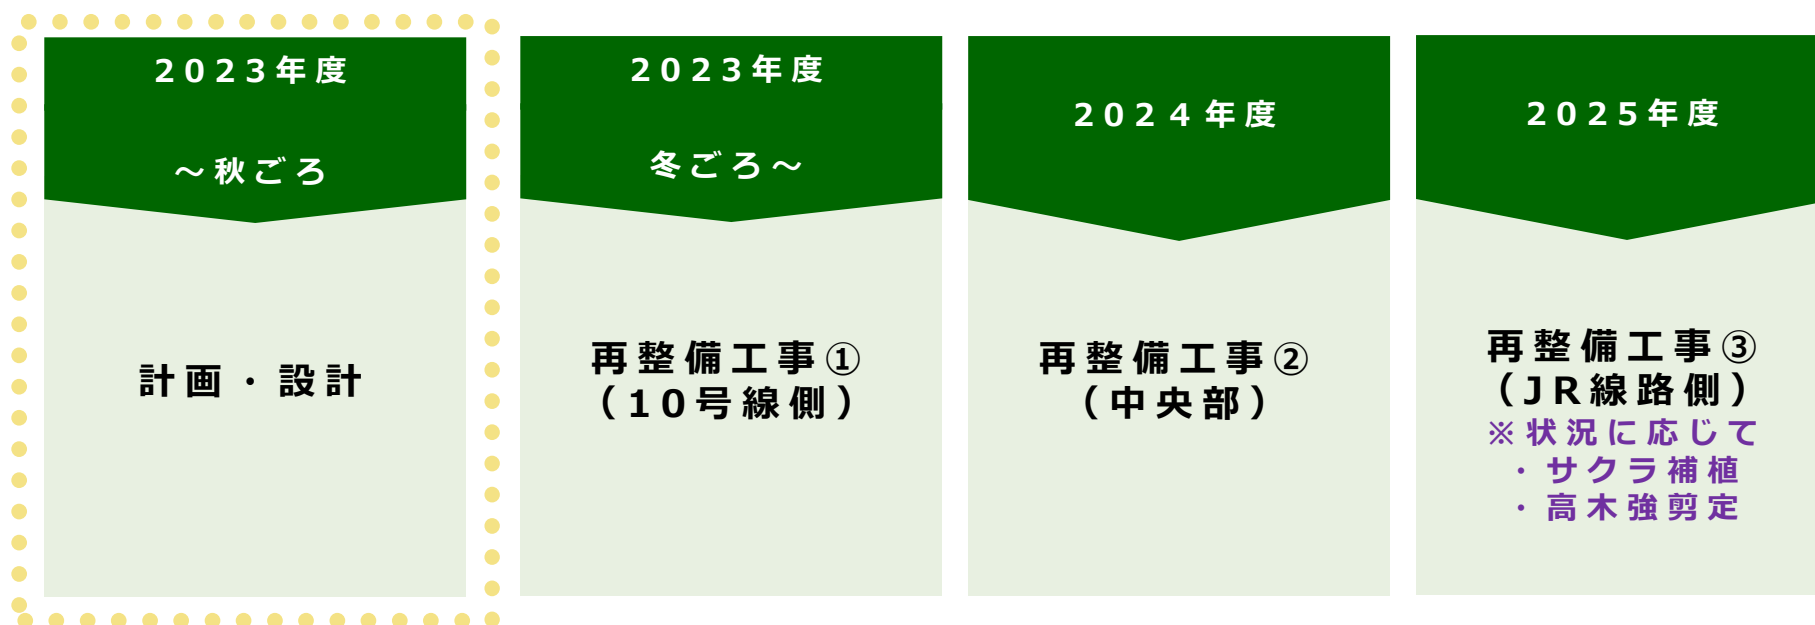 2023年度
～秋ごろ
計画・設計
2023年度
冬ごろ～
再整備工事①
（10号線側）
2024年度
再整備工事②
（中央部）
2025年度
再整備工事③
（JR線路側）
※状況に応じて
・サクラ補植
・高木強剪定